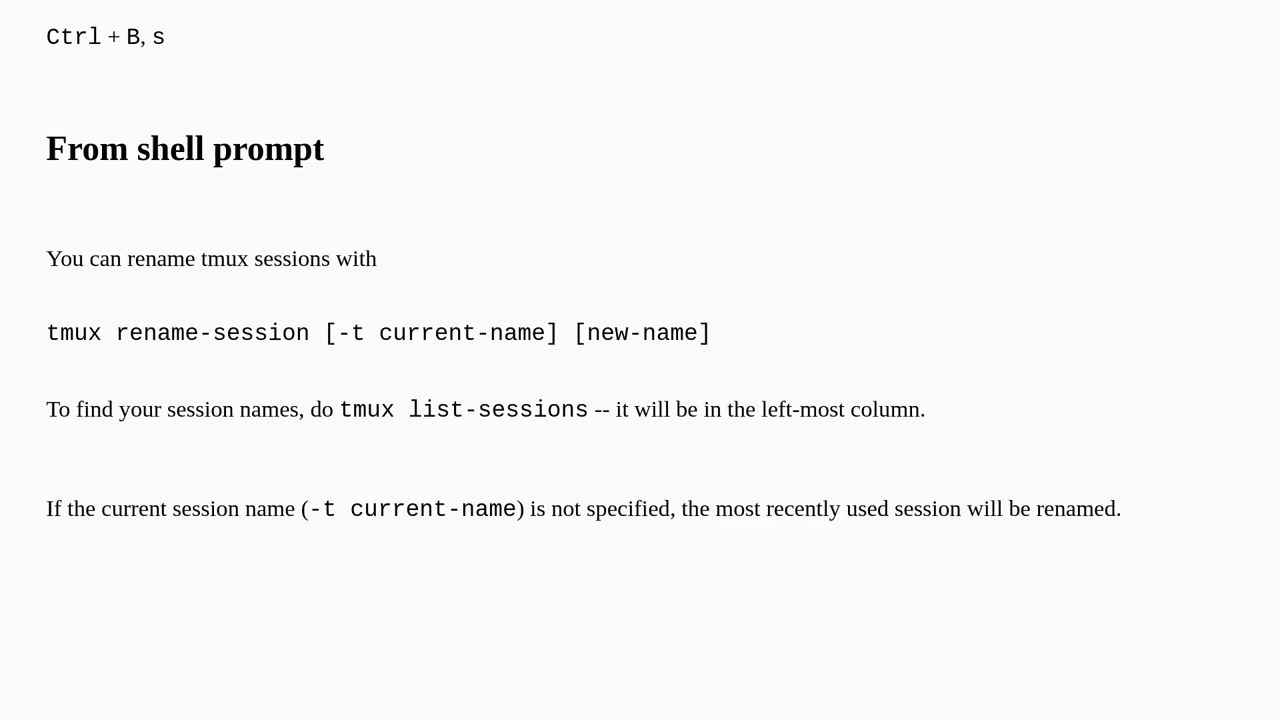 Ctrl + B, s
From shell prompt
You can rename tmux sessions with
tmux rename-session [-t current-name] [new-name]
To find your session names, do tmux list-sessions -- it will be in the left-most column.
If the current session name (-t current-name) is not specified, the most recently used session will be renamed.